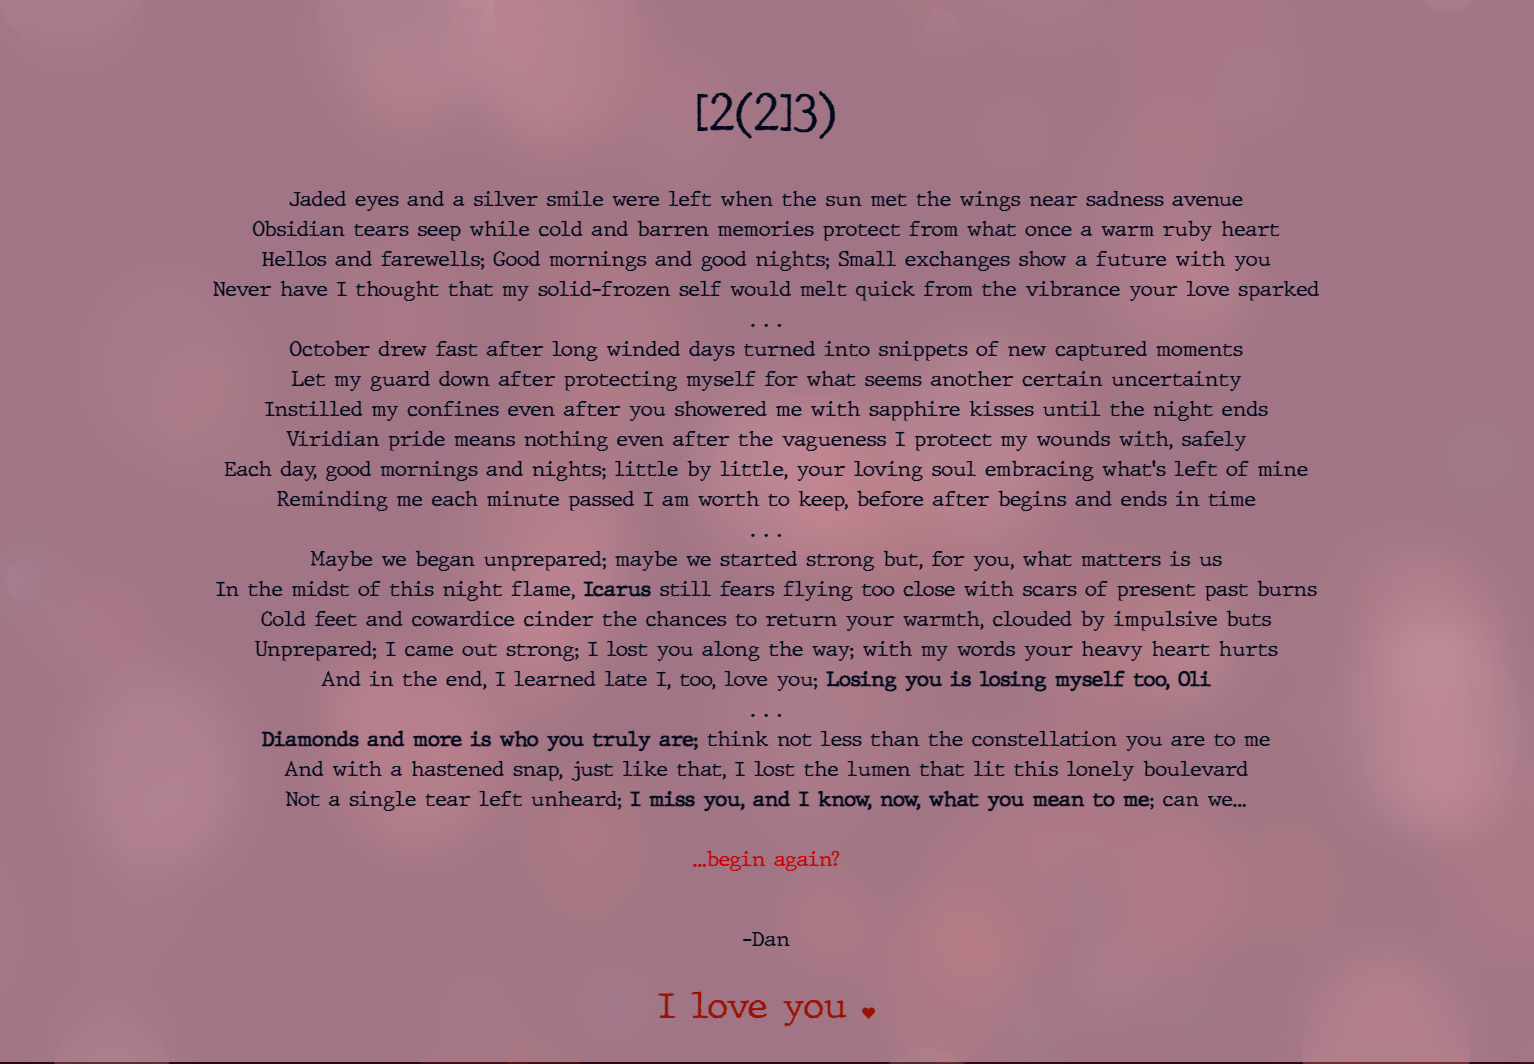 [2(2]3)
Jaded eyes and a silver smile were left when the sun met the wings near sadness avenue
Obsidian tears seep while cold and barren memories protect from what once a warm ruby heart
Hellos and farewells; Good mornings and good nights; Small exchanges show a future with you
Never have I thought that my solid-frozen self would melt quick from the vibrance your love sparked
...
October drew fast after long winded days turned into snippets of new captured moments
Let my guard down after protecting myself for what seems another certain uncertainty
Instilled my confines even after you showered me with sapphire kisses until the night ends
Viridian pride means nothing even after the vagueness I protect my wounds with, safely
Each day, good mornings and nights; little by little, your loving soul embracing what's left of mine
Reminding me each minute passed I am worth to keep, before after begins and ends in time
...
Maybe we began unprepared; maybe we started strong but, for you, what matters is us
In the midst of this night flame, Icarus still fears flying too close with scars of present past burns
Cold feet and cowardice cinder the chances to return your warmth, clouded by impulsive buts
Unprepared; I came out strong; I lost you along the way; with my words your heavy heart hurts
And in the end, I learned late I, too, love you; Losing you is losing myself too, Oli
...
Diamonds and more is who you truly are; think not less than the constellation you are to me
And with a hastened snap, just like that, I lost the lumen that lit this lonely boulevard
Not a single tear left unheard; I miss you, and I know, now, what you mean to me; can we...
...begin again?
-Dan
I love you ♥